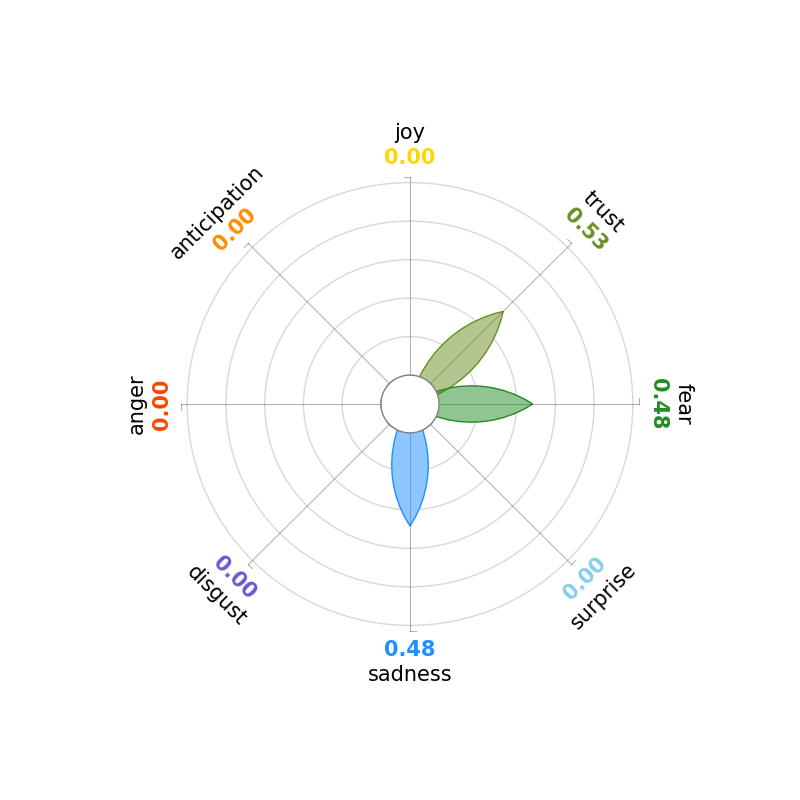 joy
0.00
trust
0.53
fear
0.48
surprise
0.00
0.48
sadness
0.00
disgust
anger
0.00
anticipation
0.00